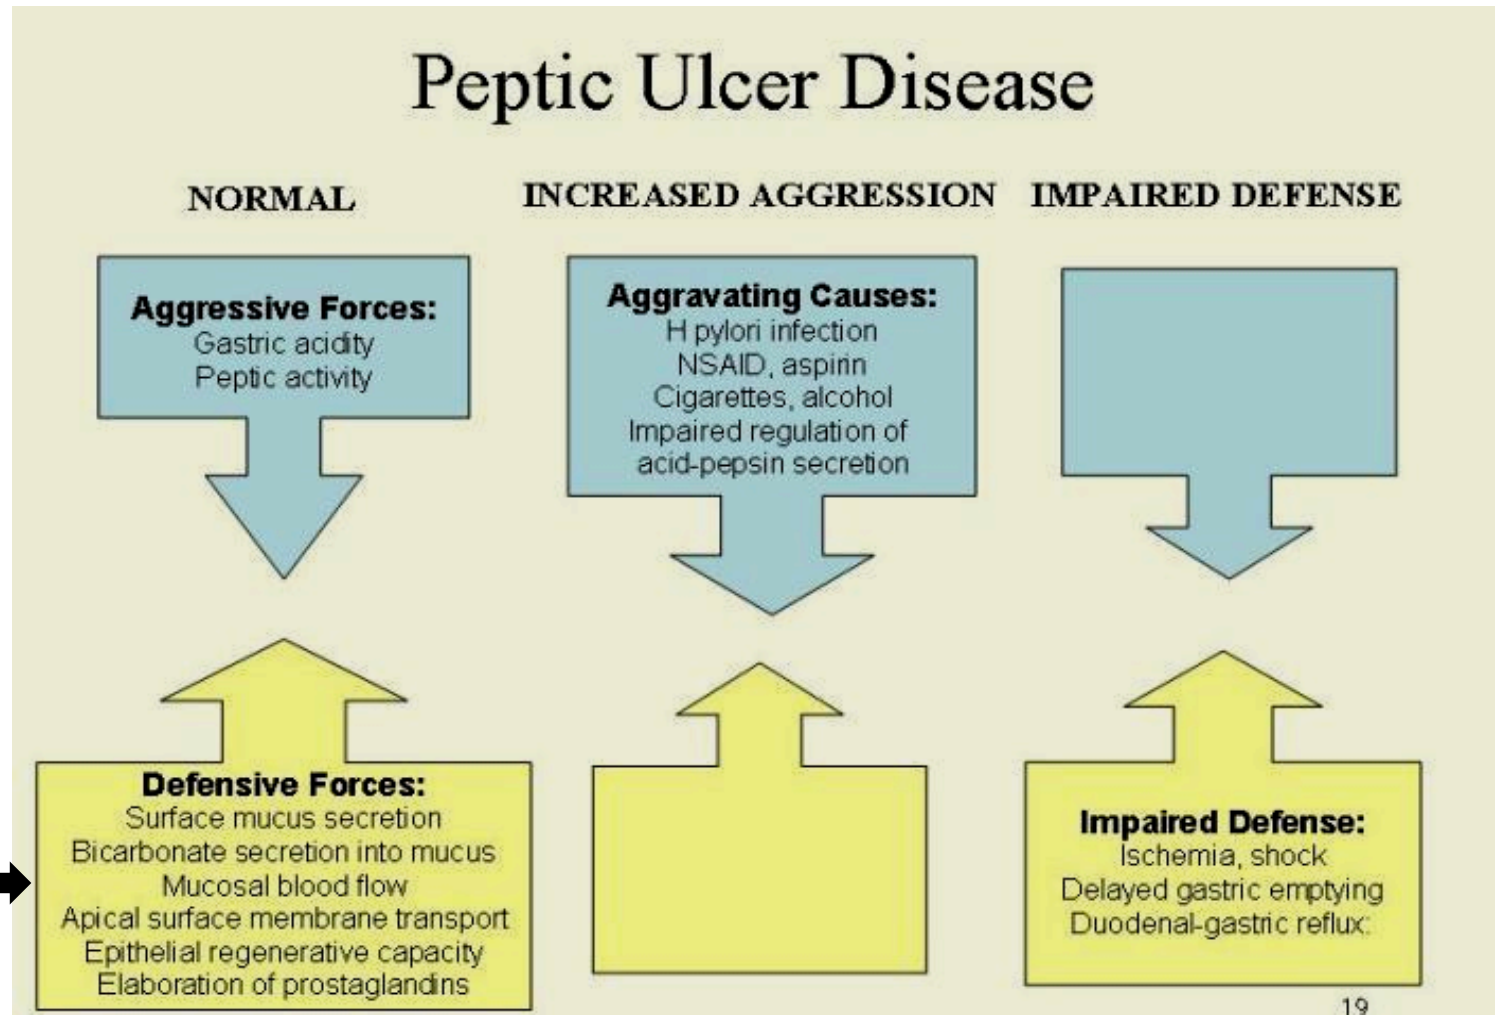 Peptic Ulcer Disease
NORMAL
Aggressive Forces:
Gastric acidity
Peptic activity
Defensive Forces:
Surface mucus secretion
Bicarbonate secretion into mucus
Mucosal blood flow
Apical surface membrane transport
Epithelial regenerative capacity
Elaboration of prostaglandins
INCREASED AGGRESSION
Aggravating Causes:
H pylori infection
NSAID, aspirin
Cigarettes, alcohol
Impaired regulation of
acid-pepsin secretion
IMPAIRED DEFENSE
Impaired Defense:
Ischemia, shock
Delayed gastric emptying
Duodenal-gastric reflux:
19